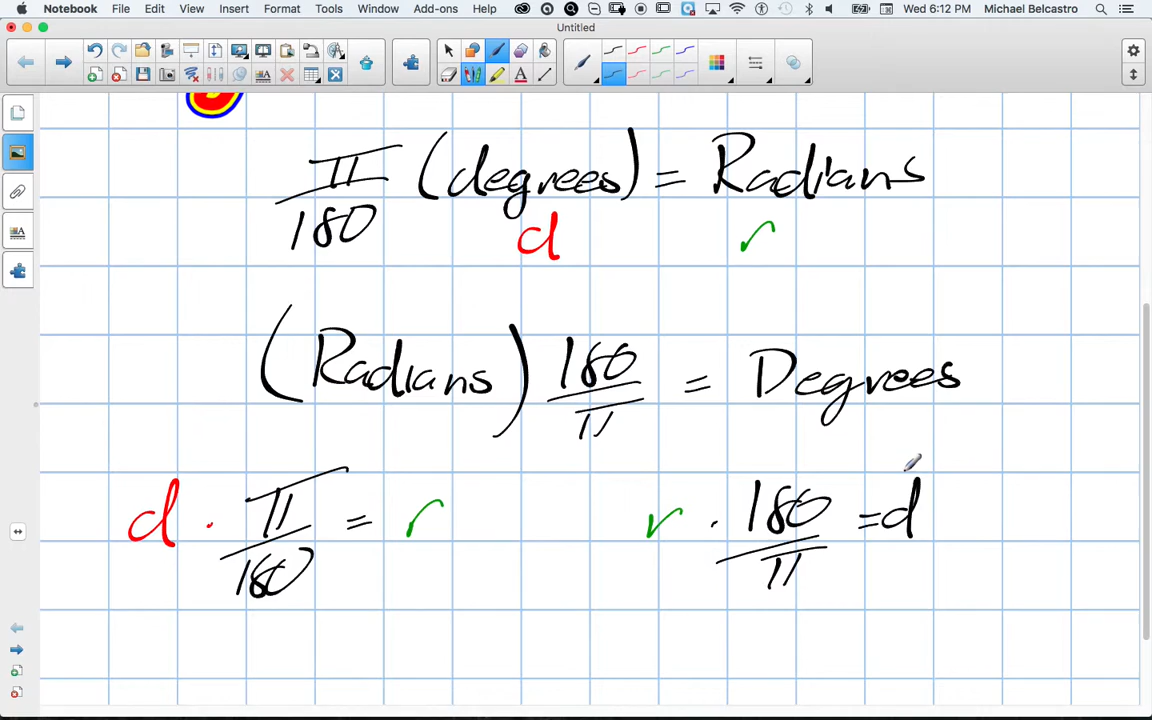 Notebook File Edit View Insert Format Tools Window Add-ons Help Wed 6:12 PM Michael Belcastro
Untitled
π/180 (degrees) = Radians
d r
(Radians) 180/π = Degrees
d · π/180 = r r · 180/π = d